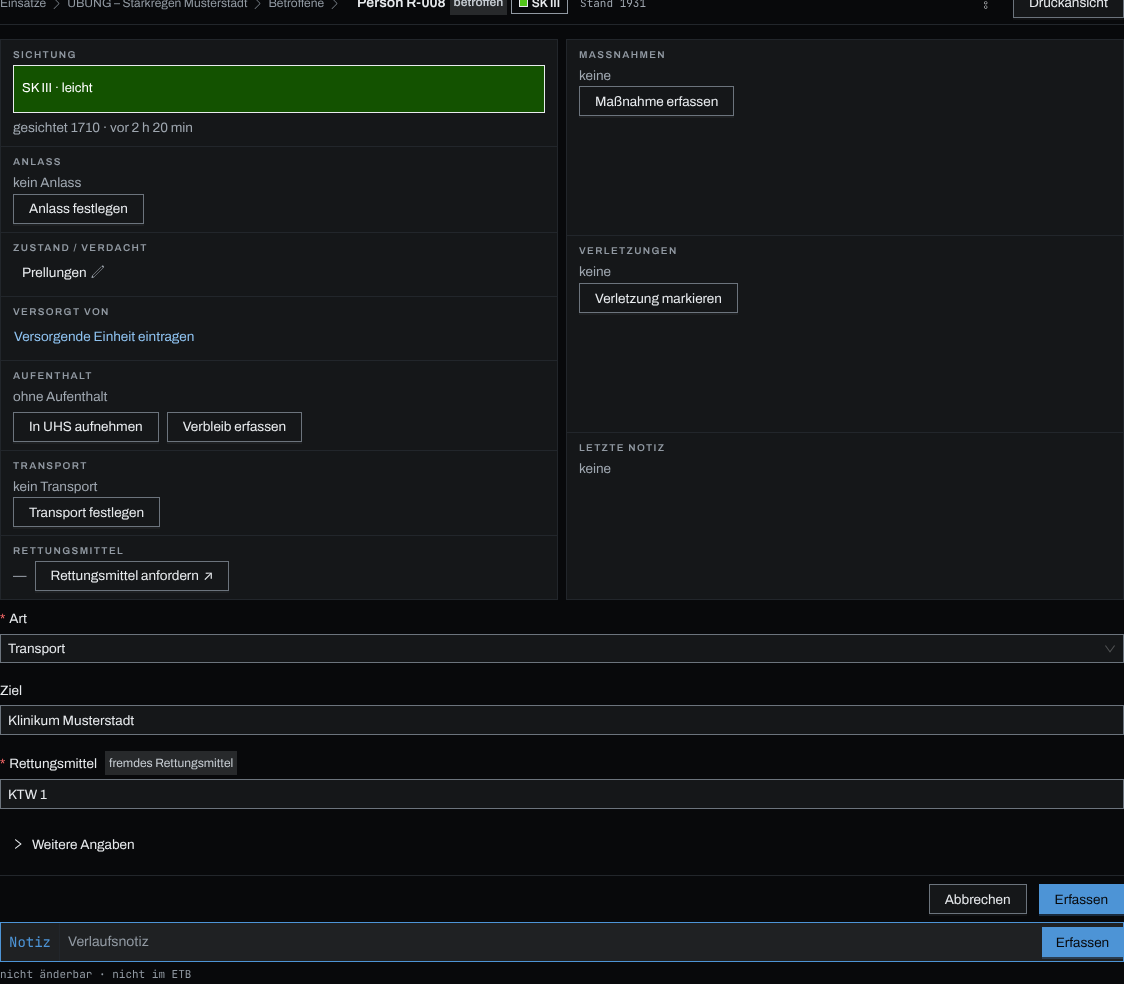 Einsätze > ÜBUNG – Starkregen Musterstadt > Betroffene > Person R-008 betroffen SK III Stand 1931
Druckansicht
SICHTUNG
SK III · leicht
gesichtet 1710 · vor 2 h 20 min
ANLASS
kein Anlass
Anlass festlegen
ZUSTAND / VERDACHT
Prellungen
VERSORGT VON
Versorgende Einheit eintragen
AUFENTHALT
ohne Aufenthalt
In UHS aufnehmen Verbleib erfassen
TRANSPORT
kein Transport
Transport festlegen
RETTUNGSMITTEL
— Rettungsmittel anfordern ↗
MASSNAHMEN
keine
Maßnahme erfassen
VERLETZUNGEN
keine
Verletzung markieren
LETZTE NOTIZ
keine
* Art
Transport
Ziel
Klinikum Musterstadt
* Rettungsmittel fremdes Rettungsmittel
KTW 1
> Weitere Angaben
Abbrechen Erfassen
Notiz Verlaufsnotiz Erfassen
nicht änderbar · nicht im ETB